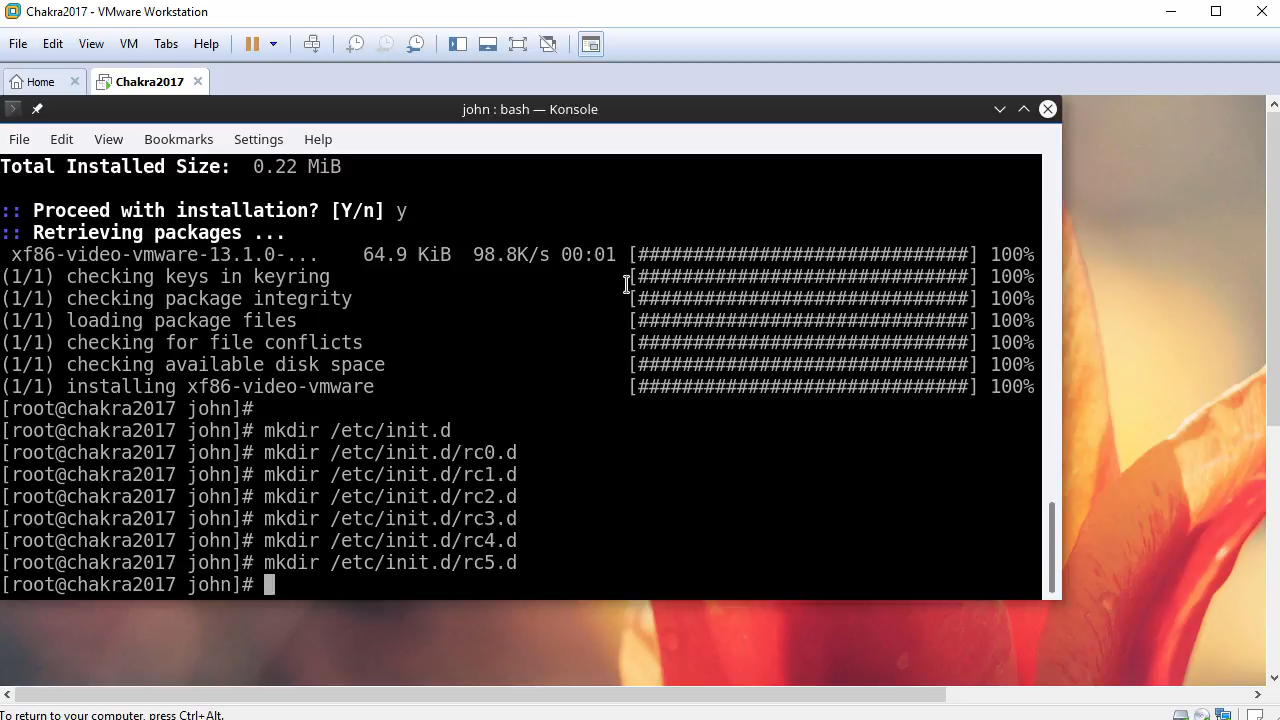 Chakra2017 - VMware Workstation
File Edit View VM Tabs Help
Home Chakra2017
john : bash — Konsole
File Edit View Bookmarks Settings Help
Total Installed Size:  0.22 MiB
:: Proceed with installation? [Y/n] y
:: Retrieving packages ...
xf86-video-vmware-13.1.0-...    64.9 KiB  98.8K/s 00:01 [##############################] 100%
(1/1) checking keys in keyring [##############################] 100%
(1/1) checking package integrity [##############################] 100%
(1/1) loading package files [##############################] 100%
(1/1) checking for file conflicts [##############################] 100%
(1/1) checking available disk space [##############################] 100%
(1/1) installing xf86-video-vmware [##############################] 100%
[root@chakra2017 john]#
[root@chakra2017 john]# mkdir /etc/init.d
[root@chakra2017 john]# mkdir /etc/init.d/rc0.d
[root@chakra2017 john]# mkdir /etc/init.d/rc1.d
[root@chakra2017 john]# mkdir /etc/init.d/rc2.d
[root@chakra2017 john]# mkdir /etc/init.d/rc3.d
[root@chakra2017 john]# mkdir /etc/init.d/rc4.d
[root@chakra2017 john]# mkdir /etc/init.d/rc5.d
[root@chakra2017 john]#
To return to your computer, press Ctrl+Alt.